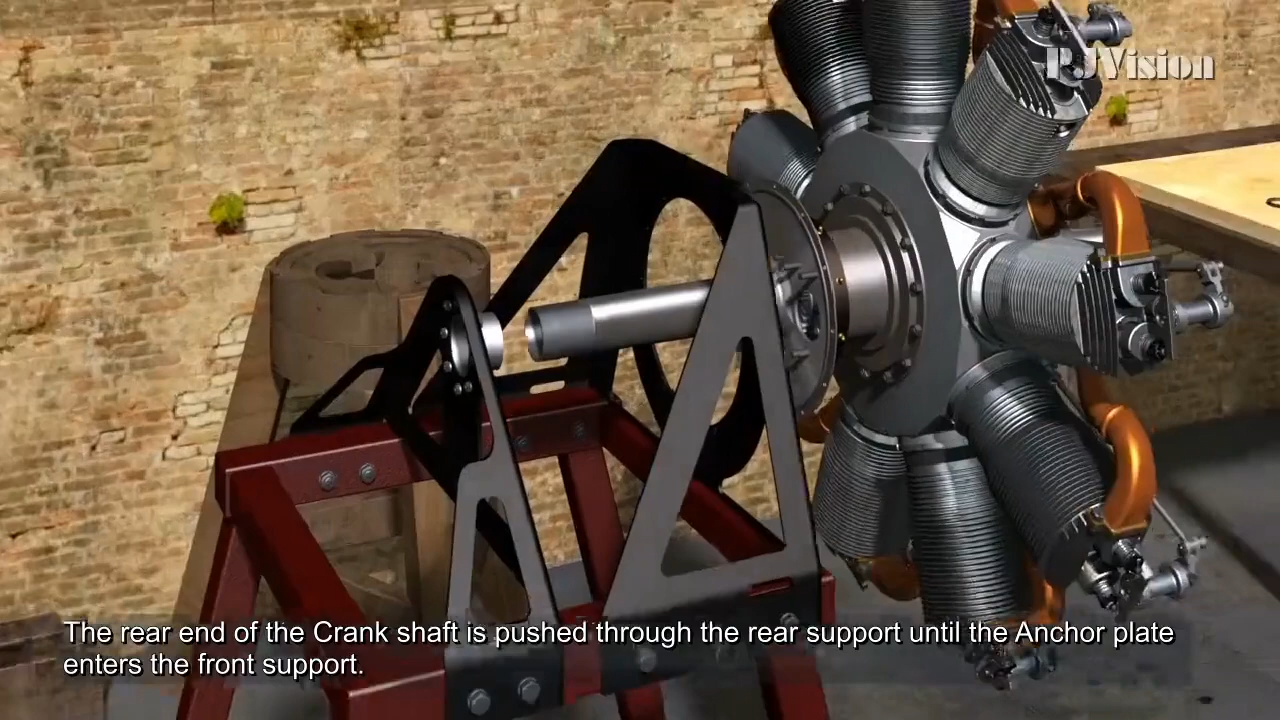 PJVision
The rear end of the Crank shaft is pushed through the rear support until the Anchor plate
enters the front support.